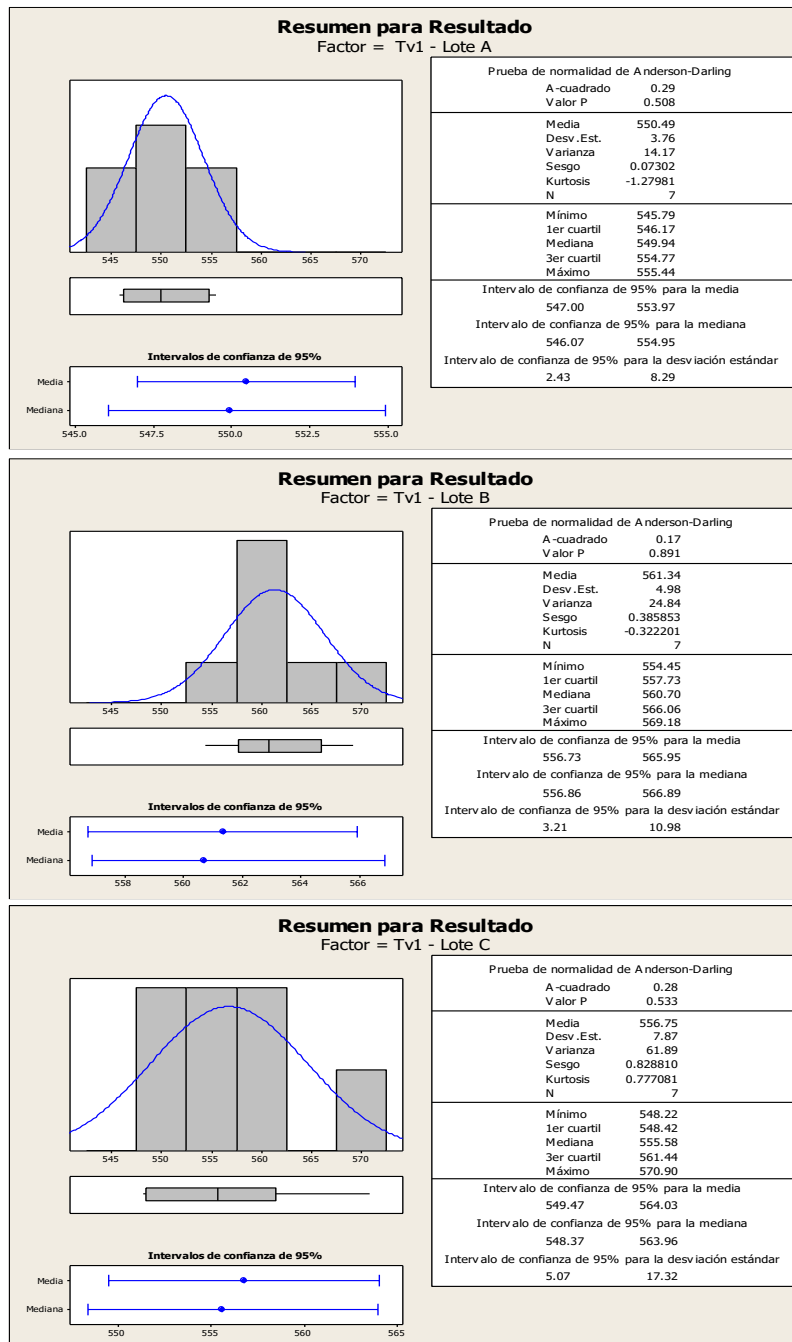 Resumen para Resultado
Factor = Tv1 - Lote A
545 550 555 560 565 570
Intervalos de confianza de 95%
Media
Mediana
545.0 547.5 550.0 552.5 555.0
Prueba de normalidad de Anderson-Darling
A-cuadrado 0.29
Valor P 0.508
Media 550.49
Desv.Est. 3.76
Varianza 14.17
Sesgo 0.07302
Kurtosis -1.27981
N 7
Mínimo 545.79
1er cuartil 546.17
Mediana 549.94
3er cuartil 554.77
Máximo 555.44
Intervalo de confianza de 95% para la media
547.00 553.97
Intervalo de confianza de 95% para la mediana
546.07 554.95
Intervalo de confianza de 95% para la desviación estándar
2.43 8.29
Resumen para Resultado
Factor = Tv1 - Lote B
545 550 555 560 565 570
Intervalos de confianza de 95%
Media
Mediana
558 560 562 564 566
Prueba de normalidad de Anderson-Darling
A-cuadrado 0.17
Valor P 0.891
Media 561.34
Desv.Est. 4.98
Varianza 24.84
Sesgo 0.385853
Kurtosis -0.322201
N 7
Mínimo 554.45
1er cuartil 557.73
Mediana 560.70
3er cuartil 566.06
Máximo 569.18
Intervalo de confianza de 95% para la media
556.73 565.95
Intervalo de confianza de 95% para la mediana
556.86 566.89
Intervalo de confianza de 95% para la desviación estándar
3.21 10.98
Resumen para Resultado
Factor = Tv1 - Lote C
545 550 555 560 565 570
Intervalos de confianza de 95%
Media
Mediana
550 555 560 565
Prueba de normalidad de Anderson-Darling
A-cuadrado 0.28
Valor P 0.533
Media 556.75
Desv.Est. 7.87
Varianza 61.89
Sesgo 0.828810
Kurtosis 0.777081
N 7
Mínimo 548.22
1er cuartil 548.42
Mediana 555.58
3er cuartil 561.44
Máximo 570.90
Intervalo de confianza de 95% para la media
549.47 564.03
Intervalo de confianza de 95% para la mediana
548.37 563.96
Intervalo de confianza de 95% para la desviación estándar
5.07 17.32